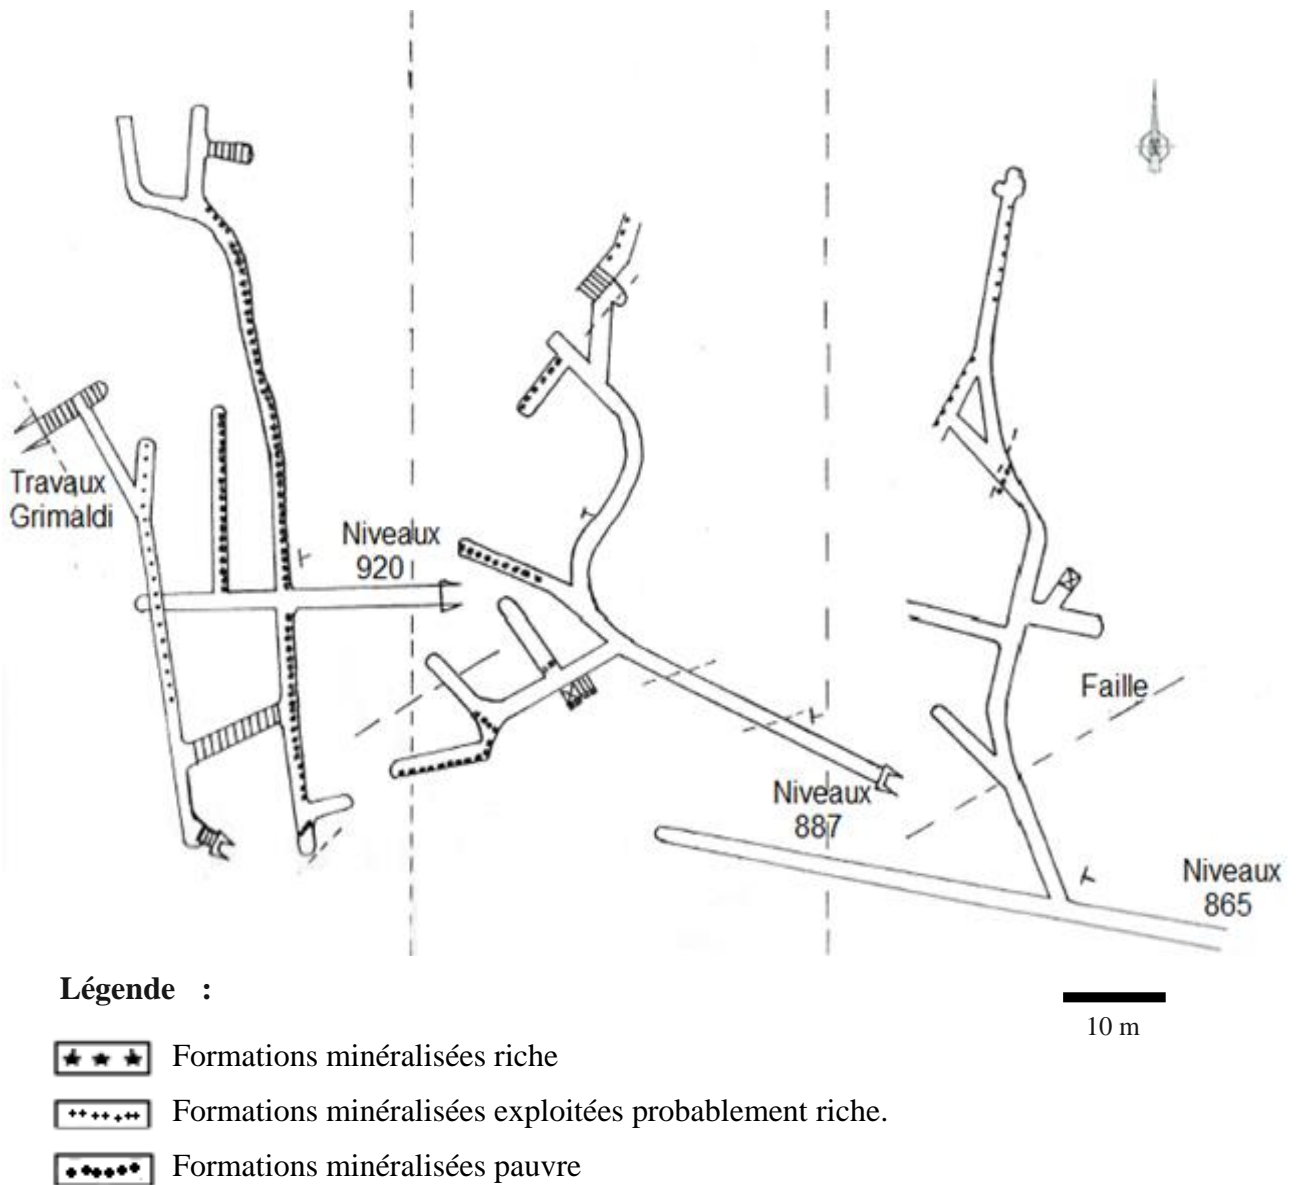 Travaux
Grimaldi
Niveaux
920
Niveaux
887
Faille
Niveaux
865
10 m
Légende :
Formations minéralisées riche
Formations minéralisées exploitées probablement riche.
Formations minéralisées pauvre